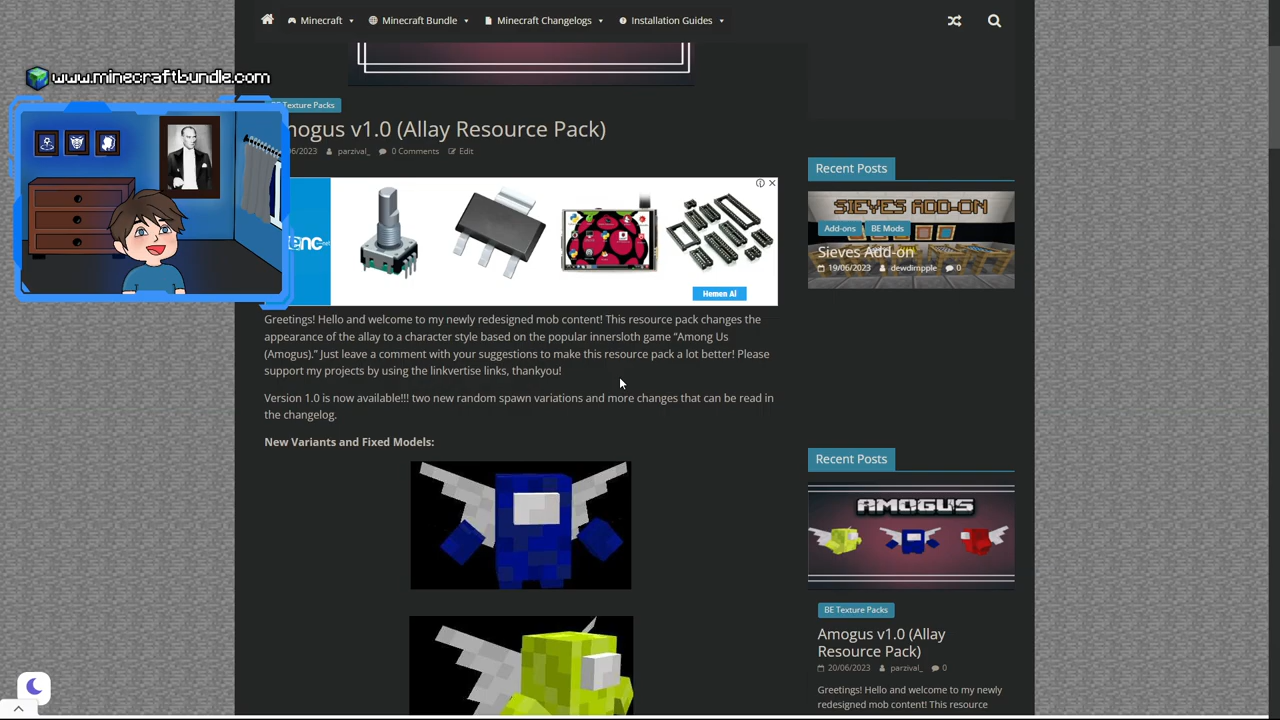 Minecraft
Minecraft Bundle
Minecraft Changelogs
Installation Guides
www.minecraftbundle.com
Texture Packs
mogus v1.0 (Allay Resource Pack)
06/2023 parzival_ 0 Comments Edit
Hemen Al
Greetings! Hello and welcome to my newly redesigned mob content! This resource pack changes the
appearance of the allay to a character style based on the popular innersloth game “Among Us
(Amogus).” Just leave a comment with your suggestions to make this resource pack a lot better! Please
support my projects by using the linkvertise links, thankyou!
Version 1.0 is now available!!! two new random spawn variations and more changes that can be read in
the changelog.
New Variants and Fixed Models:
Recent Posts
SIEVES ADD-ON
Add-ons BE Mods
Sieves Add-on
19/06/2023 dewdimpple 0
Recent Posts
AMOGUS
BE Texture Packs
Amogus v1.0 (Allay
Resource Pack)
20/06/2023 parzival_ 0
Greetings! Hello and welcome to my newly
redesigned mob content! This resource